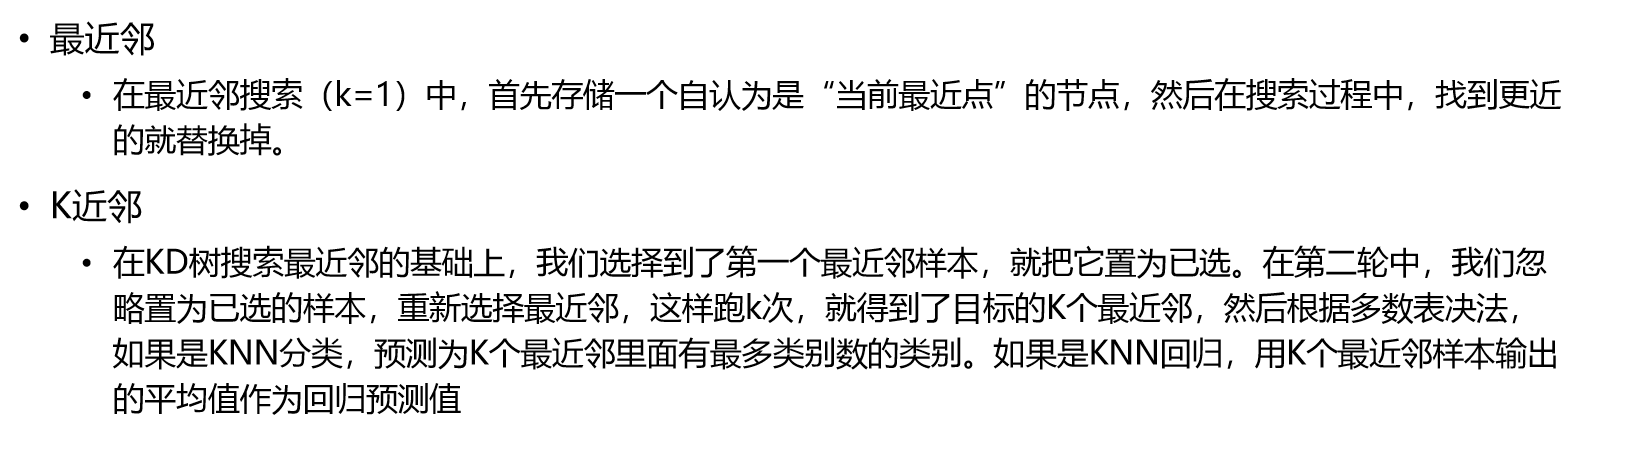 • 最近邻
• 在最近邻搜索（k=1）中，首先存储一个自认为是“当前最近点”的节点，然后在搜索过程中，找到更近
的就替换掉。
• K近邻
• 在KD树搜索最近邻的基础上，我们选择到了第一个最近邻样本，就把它置为已选。在第二轮中，我们忽
略置为已选的样本，重新选择最近邻，这样跑k次，就得到了目标的K个最近邻，然后根据多数表决法，
如果是KNN分类，预测为K个最近邻里面有最多类别数的类别。如果是KNN回归，用K个最近邻样本输出
的平均值作为回归预测值